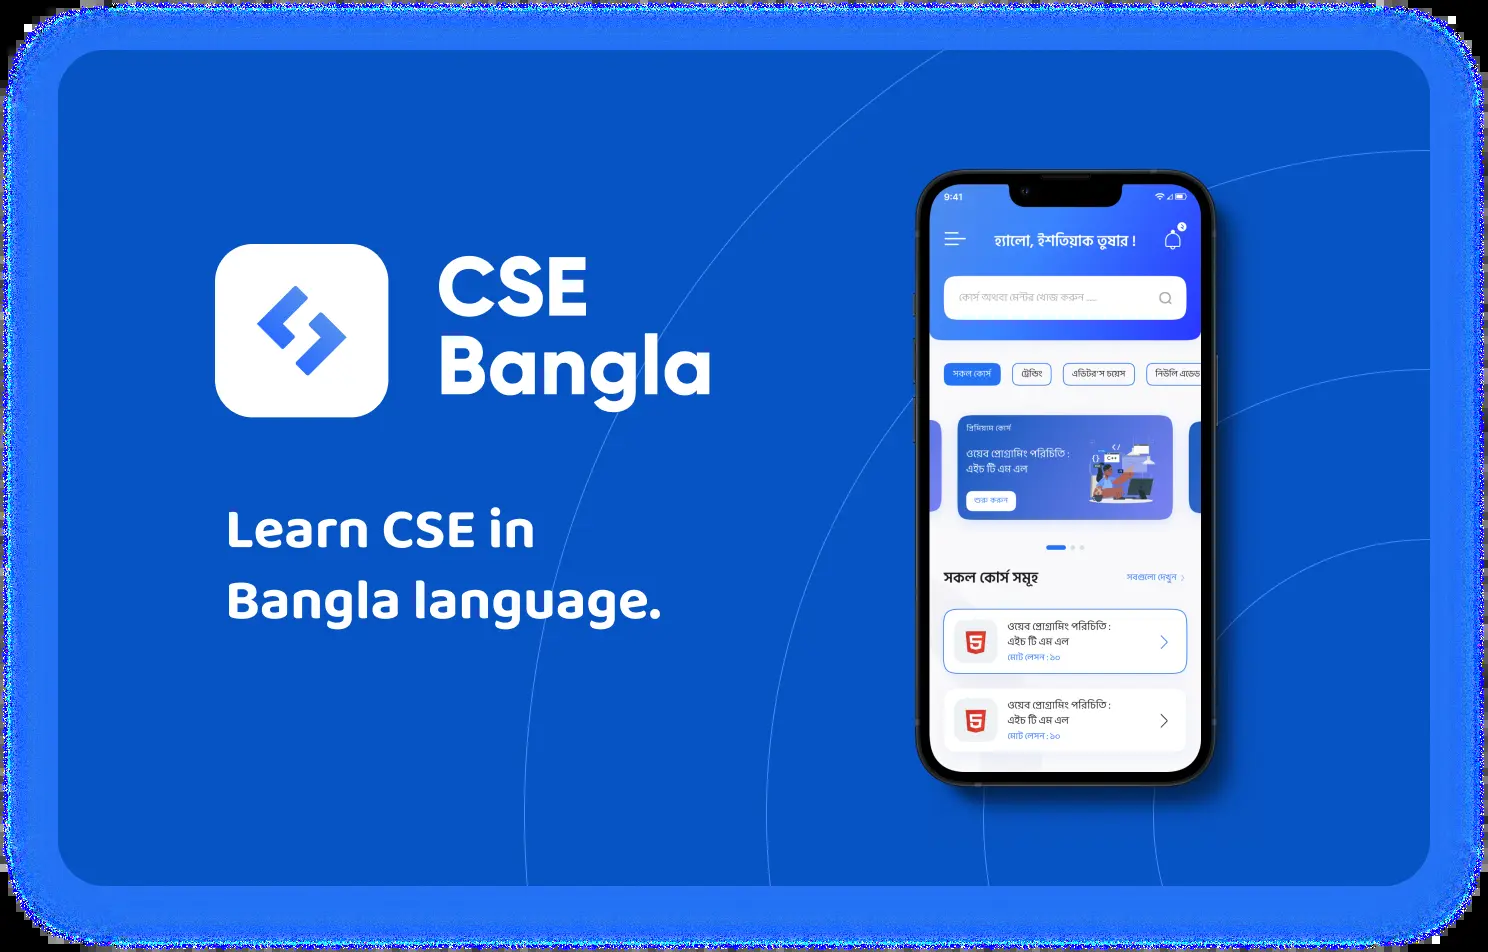 CSE
Bangla
Learn CSE in
Bangla language.
9:41
হ্যালো, ইশতিয়াক তুষার !
কোর্স অথবা মেন্টর খোজ করুন ....
সকল কোর্স
ট্রেন্ডিং
এডিটর'স চয়েস
নিউলি এডেড
প্রিমিয়াম কোর্স
ওয়েব প্রোগ্রামিং পরিচিতি :
এইচ টি এম এল
শুরু করুন
</>
{}
C++
সকল কোর্স সমূহ
সবগুলো দেখুন
ওয়েব প্রোগ্রামিং পরিচিতি :
এইচ টি এম এল
মোট লেসন : ১০
ওয়েব প্রোগ্রামিং পরিচিতি :
এইচ টি এম এল
মোট লেসন : ১০